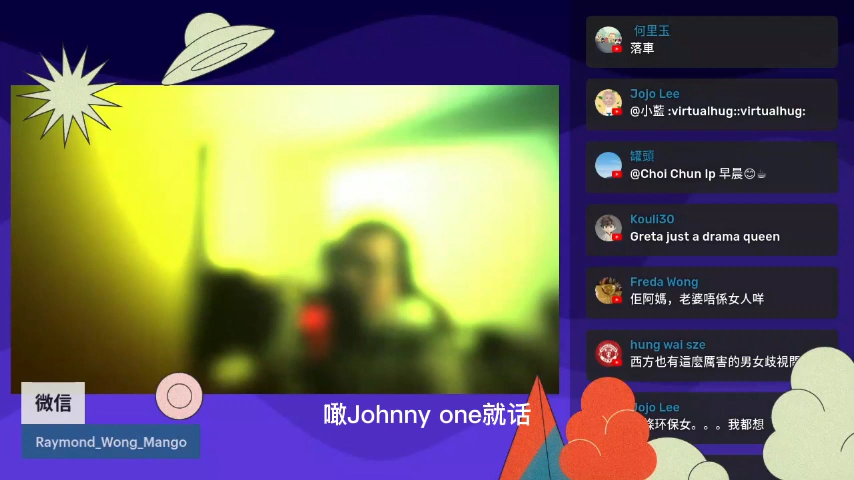 何里玉
落車
Jojo Lee
@小藍 :virtualhug::virtualhug:
罐頭
@Choi Chun Ip 早晨😊☕
Kouli30
Greta just a drama queen
Freda Wong
佢阿媽，老婆唔係女人咩
hung wai sze
西方也有這麼厲害的男女歧視
Jojo Lee
环保女。。。我都想
微信
Raymond_Wong_Mango
噉Johnny one就话